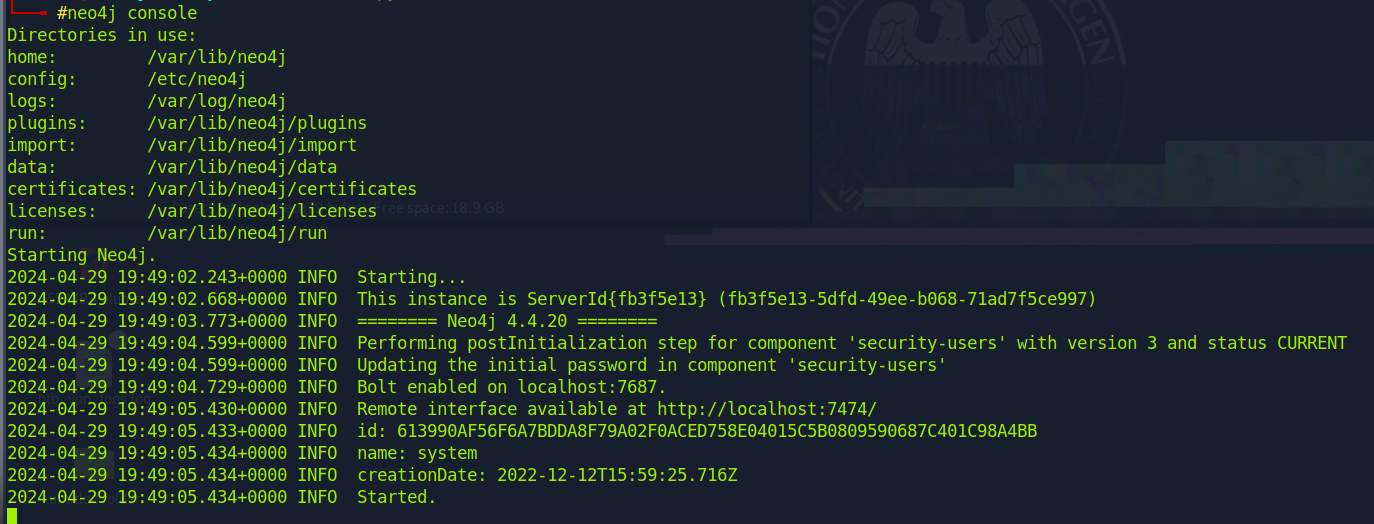 #neo4j console
Directories in use:
home:         /var/lib/neo4j
config:       /etc/neo4j
logs:         /var/log/neo4j
plugins:      /var/lib/neo4j/plugins
import:       /var/lib/neo4j/import
data:         /var/lib/neo4j/data
certificates: /var/lib/neo4j/certificates
licenses:     /var/lib/neo4j/licenses
Free space: 18.9 GB
run:          /var/lib/neo4j/run
Starting Neo4j.
2024-04-29 19:49:02.243+0000 INFO  Starting...
2024-04-29 19:49:02.668+0000 INFO  This instance is ServerId{fb3f5e13} (fb3f5e13-5dfd-49ee-b068-71ad7f5ce997)
2024-04-29 19:49:03.773+0000 INFO  ======== Neo4j 4.4.20 ========
2024-04-29 19:49:04.599+0000 INFO  Performing postInitialization step for component 'security-users' with version 3 and status CURRENT
2024-04-29 19:49:04.599+0000 INFO  Updating the initial password in component 'security-users'
2024-04-29 19:49:04.729+0000 INFO  Bolt enabled on localhost:7687.
2024-04-29 19:49:05.430+0000 INFO  Remote interface available at http://localhost:7474/
2024-04-29 19:49:05.433+0000 INFO  id: 613990AF56F6A7BDDA8F79A02F0ACED758E04015C5B0809590687C401C98A4BB
2024-04-29 19:49:05.434+0000 INFO  name: system
2024-04-29 19:49:05.434+0000 INFO  creationDate: 2022-12-12T15:59:25.716Z
2024-04-29 19:49:05.434+0000 INFO  Started.